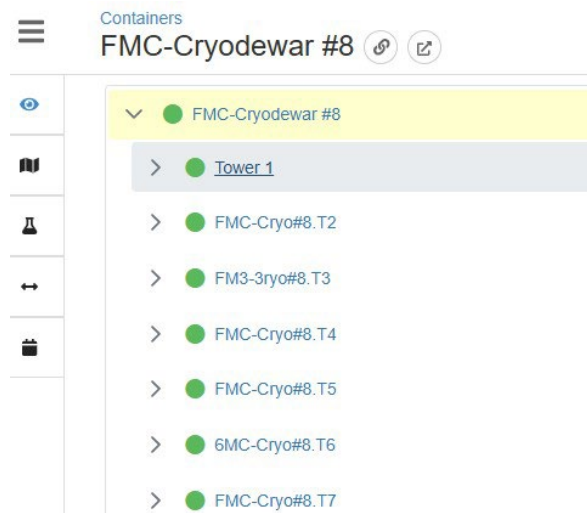 Containers
FMC-Cryodewar #8
FMC-Cryodewar #8
Tower 1
FMC-Cryo#8.T2
FM3-3ryo#8.T3
FMC-Cryo#8.T4
FMC-Cryo#8.T5
6MC-Cryo#8.T6
FMC-Cryo#8.T7